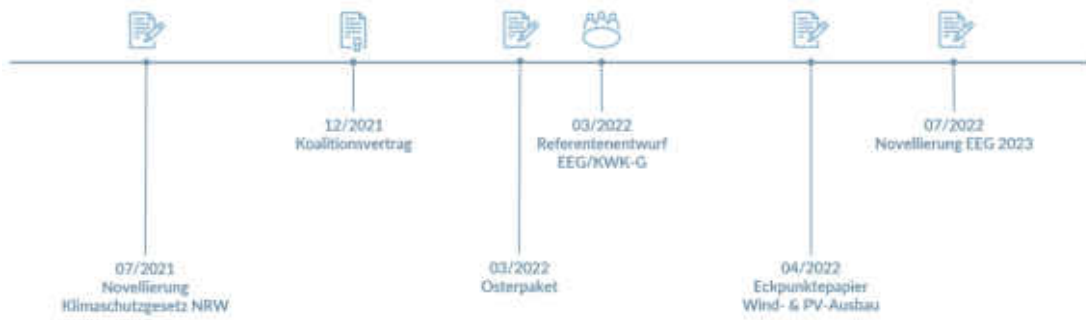 12/2021
Koalitionsvertrag
03/2022
Referentenentwurf
EEG/KWK-G
07/2022
Novellierung EEG 2023
07/2021
Novellierung
Klimaschutzgesetz NRW
03/2022
Osterpaket
04/2022
Eckpunktepapier
Wind- & PV-Ausbau